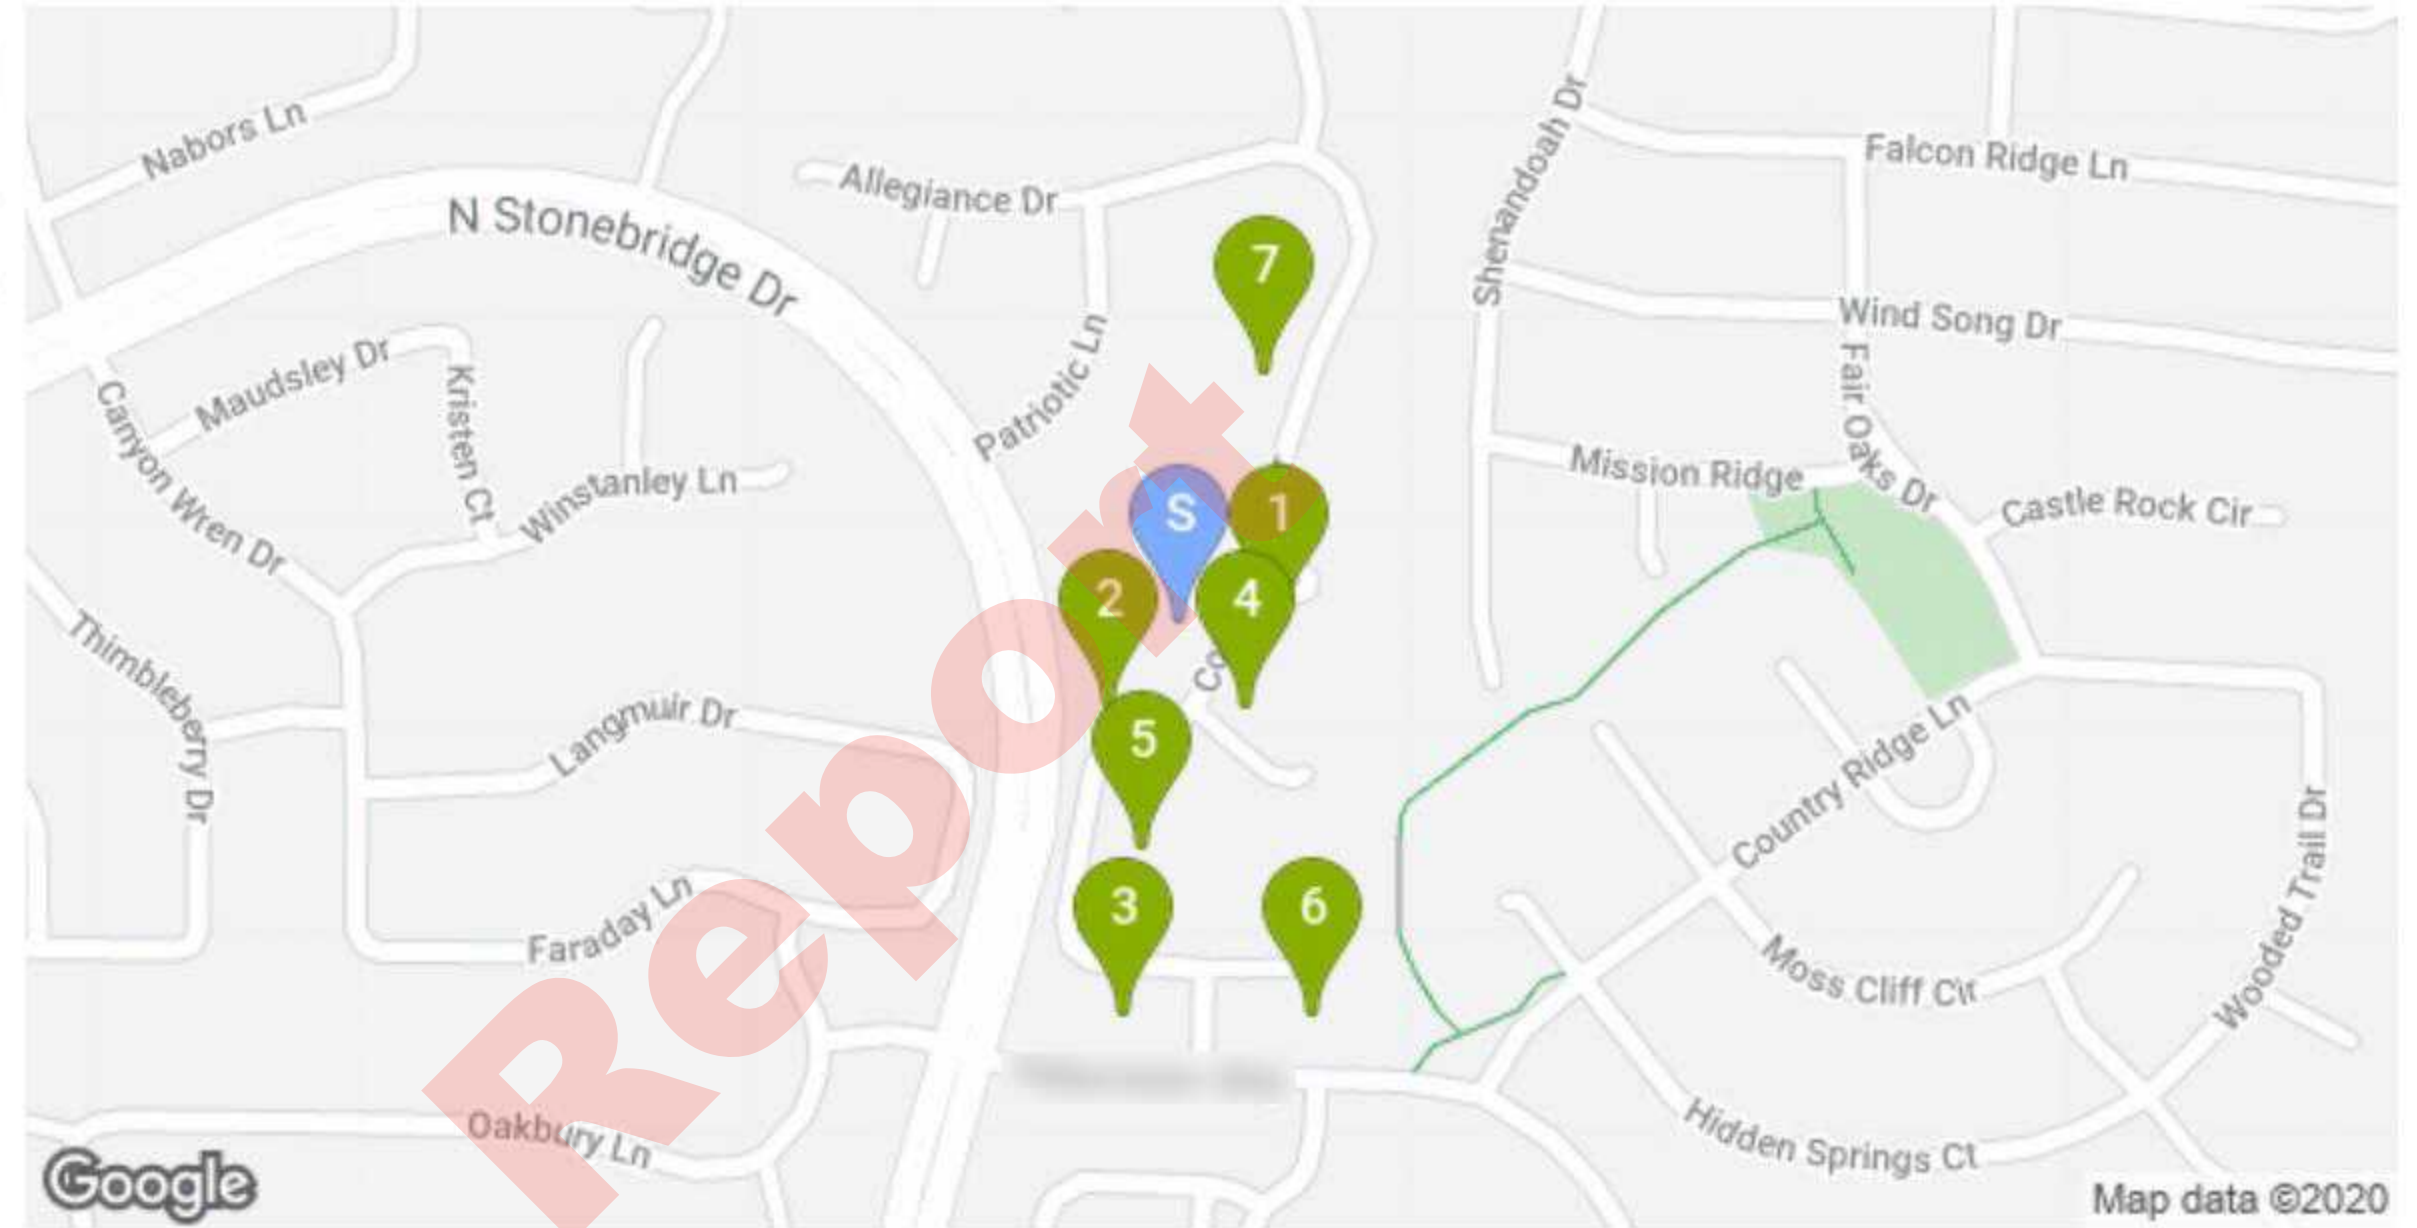 Nabors Ln
N Stonebridge Dr
Allegiance Dr
Shenandoah Dr
Falcon Ridge Ln
7
Wind Song Dr
Maudsley Dr
Kristen Ct
Patriotic Ln
Fair Oaks Dr
Canyon Wren Dr
Winstanley Ln
Mission Ridge
Castle Rock Cir
S
1
2
4
Co
Thimbleberry Dr
Langmuir Dr
5
Country Ridge Ln
Wooded Trail Dr
Faraday Ln
3
6
Moss Cliff Cir
Oakbury Ln
Hidden Springs Ct
Report
Google
Map data ©2020